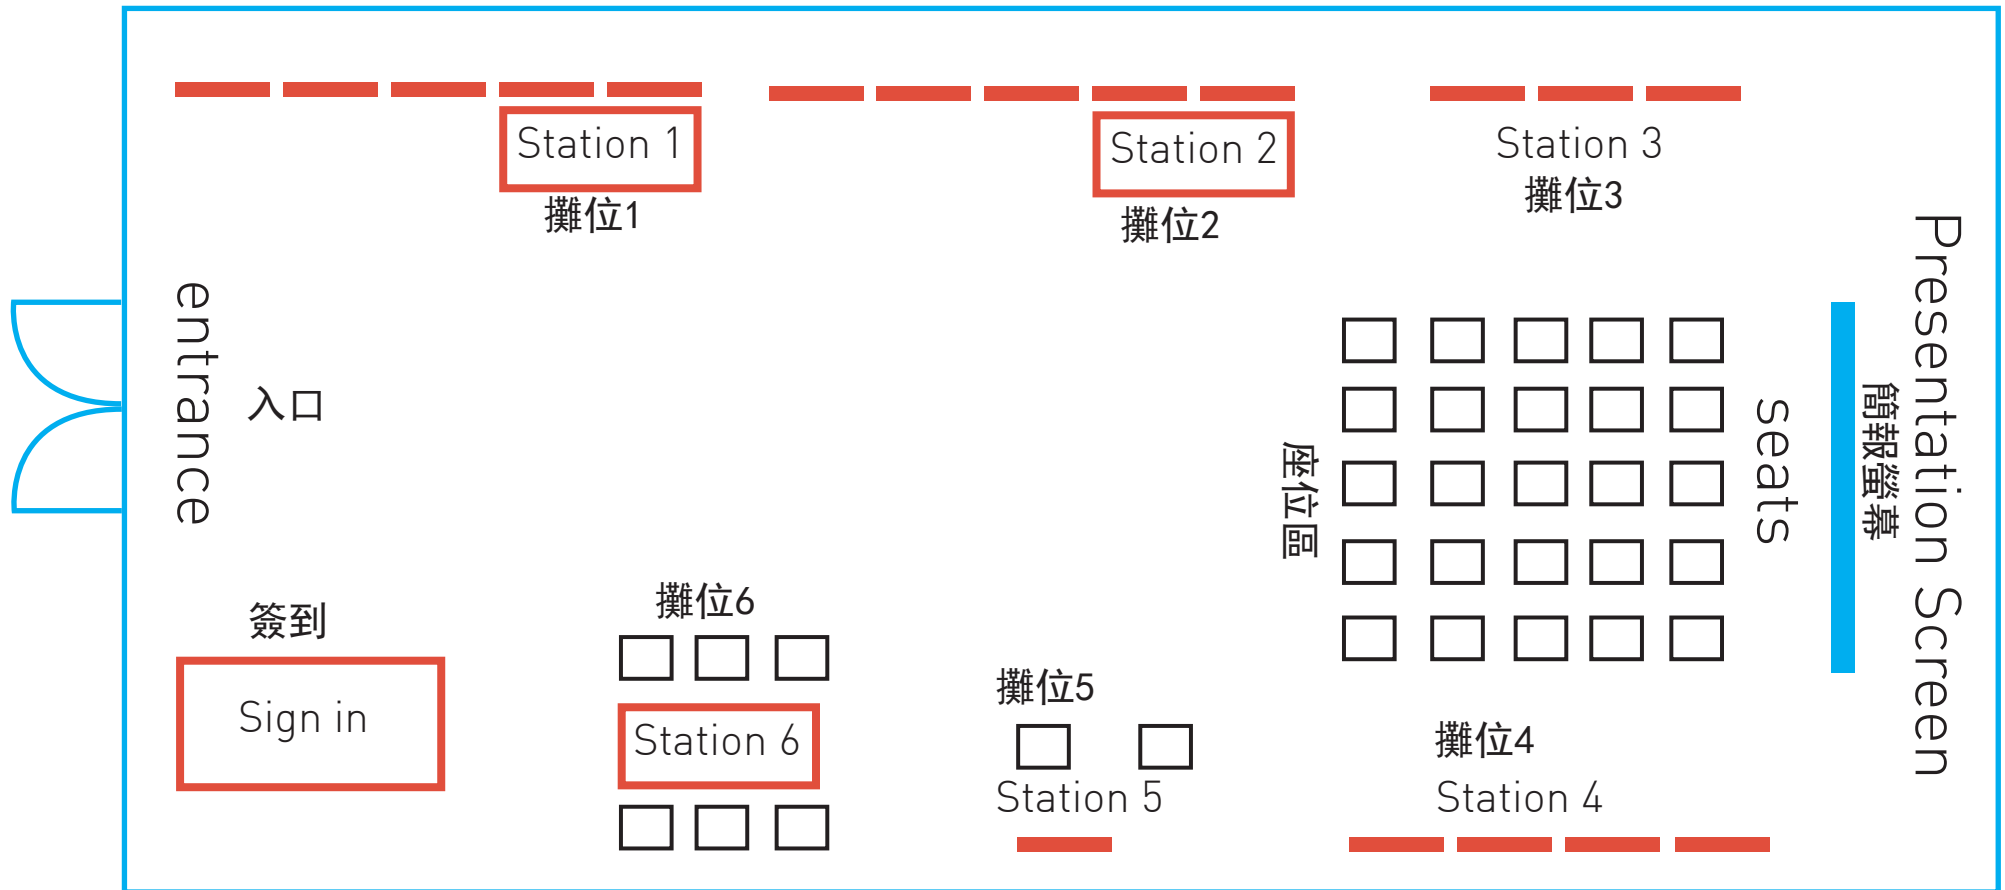 Station 1
攤位1
Station 2
攤位2
Station 3
攤位3
entrance
入口
座位區
seats
簡報螢幕
Presentation Screen
簽到
Sign in
攤位6
Station 6
攤位5
Station 5
攤位4
Station 4